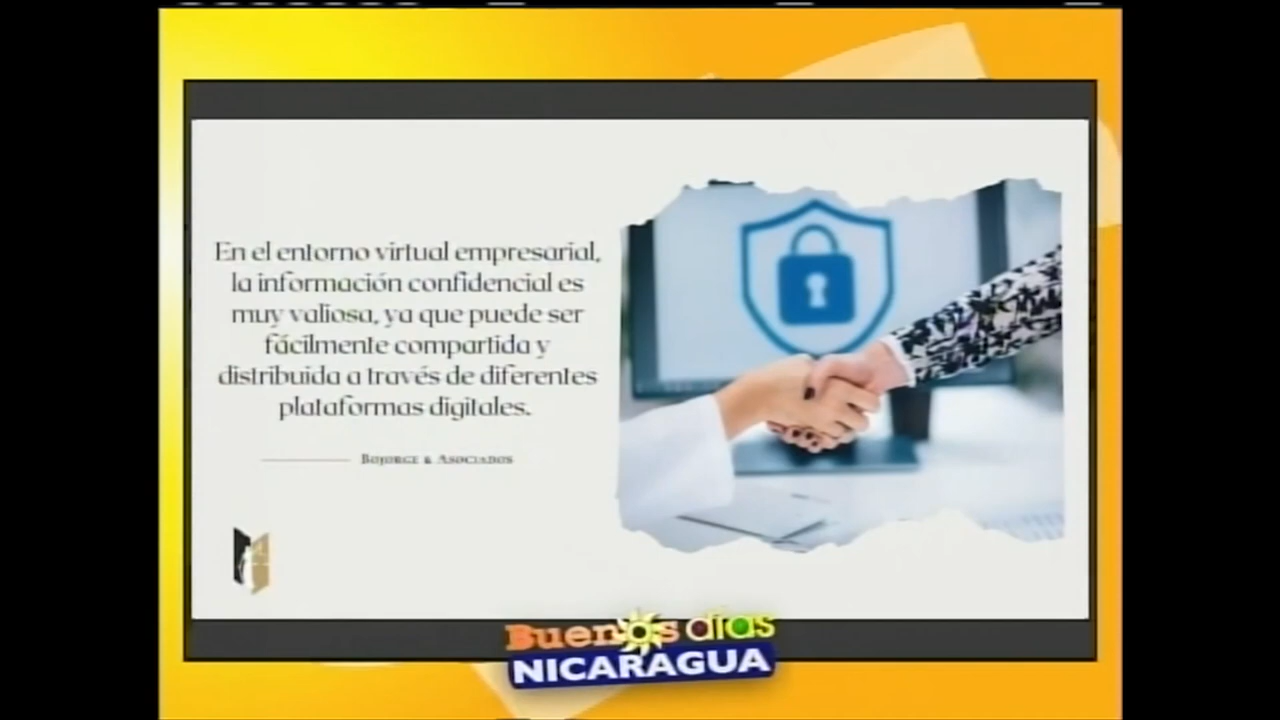 En el entorno virtual empresarial,
la información confidencial es
muy valiosa, ya que puede ser
fácilmente compartida y
distribuida a través de diferentes
plataformas digitales.
Bojorge & Asociados
Buenos días
NICARAGUA